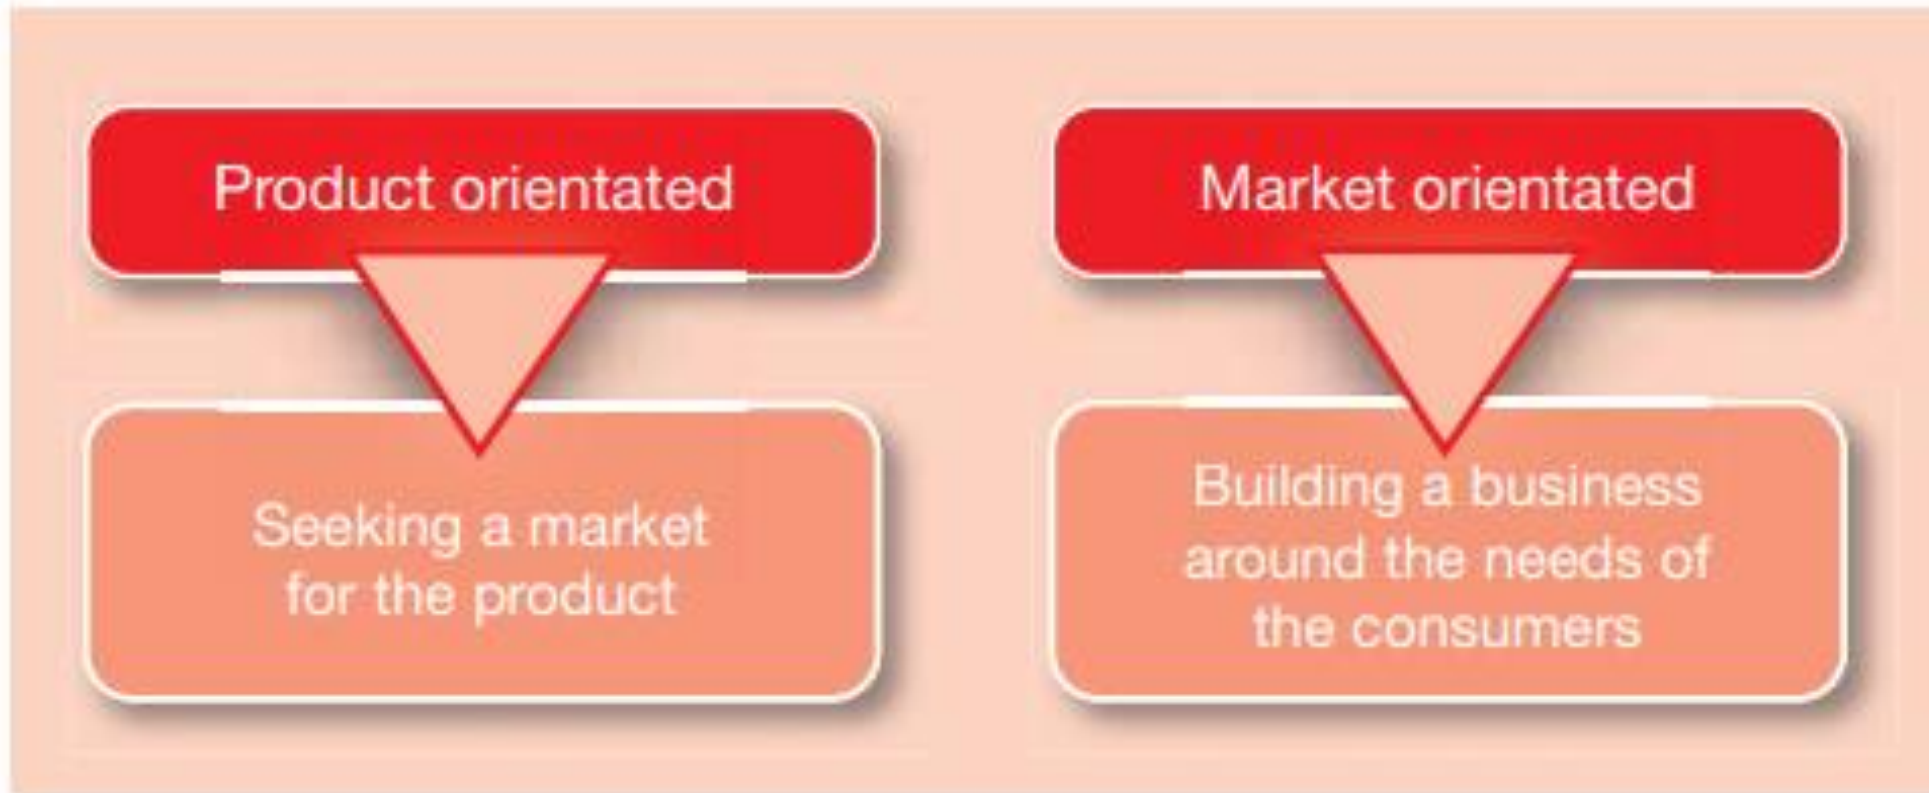 Product orientated
Seeking a market
for the product
Market orientated
Building a business
around the needs of
the consumers